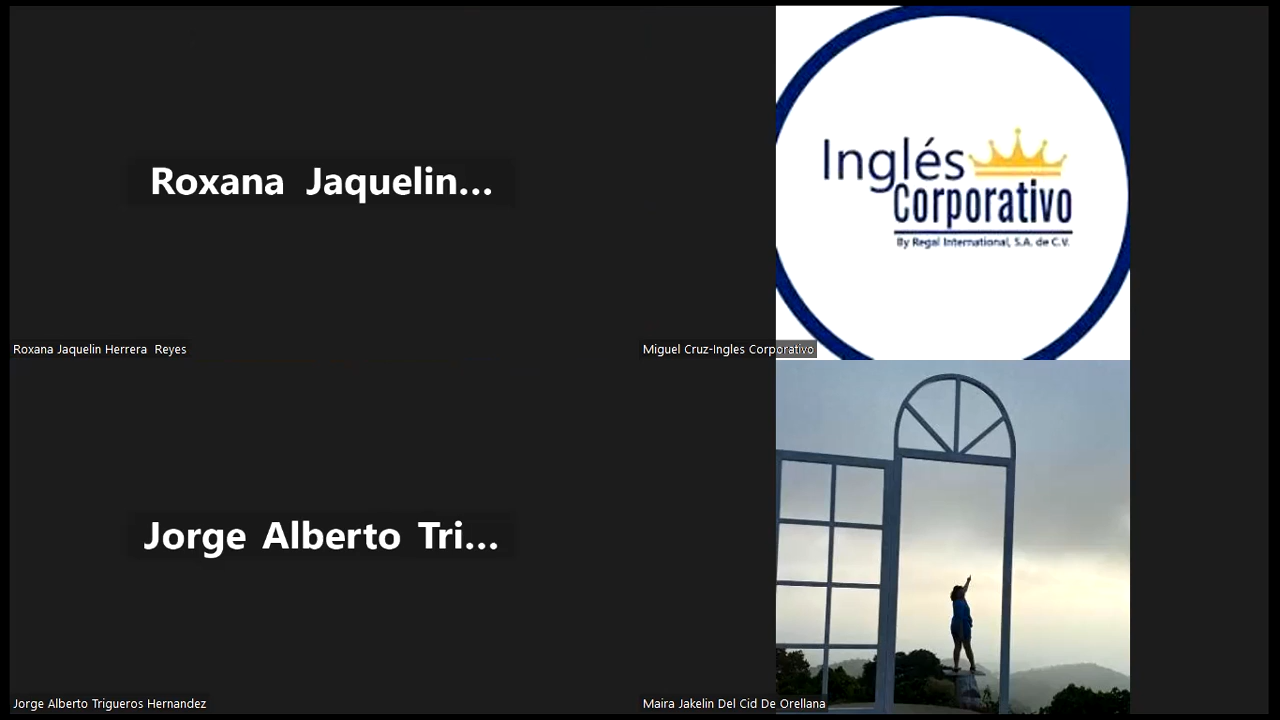 Roxana Jaquelin...
Roxana Jaquelin Herrera Reyes
Inglés
Corporativo
By Regal International, S.A. de C.V.
Miguel Cruz-Ingles Corporativo
Jorge Alberto Tri...
Jorge Alberto Trigueros Hernandez
Maira Jakelin Del Cid De Orellana